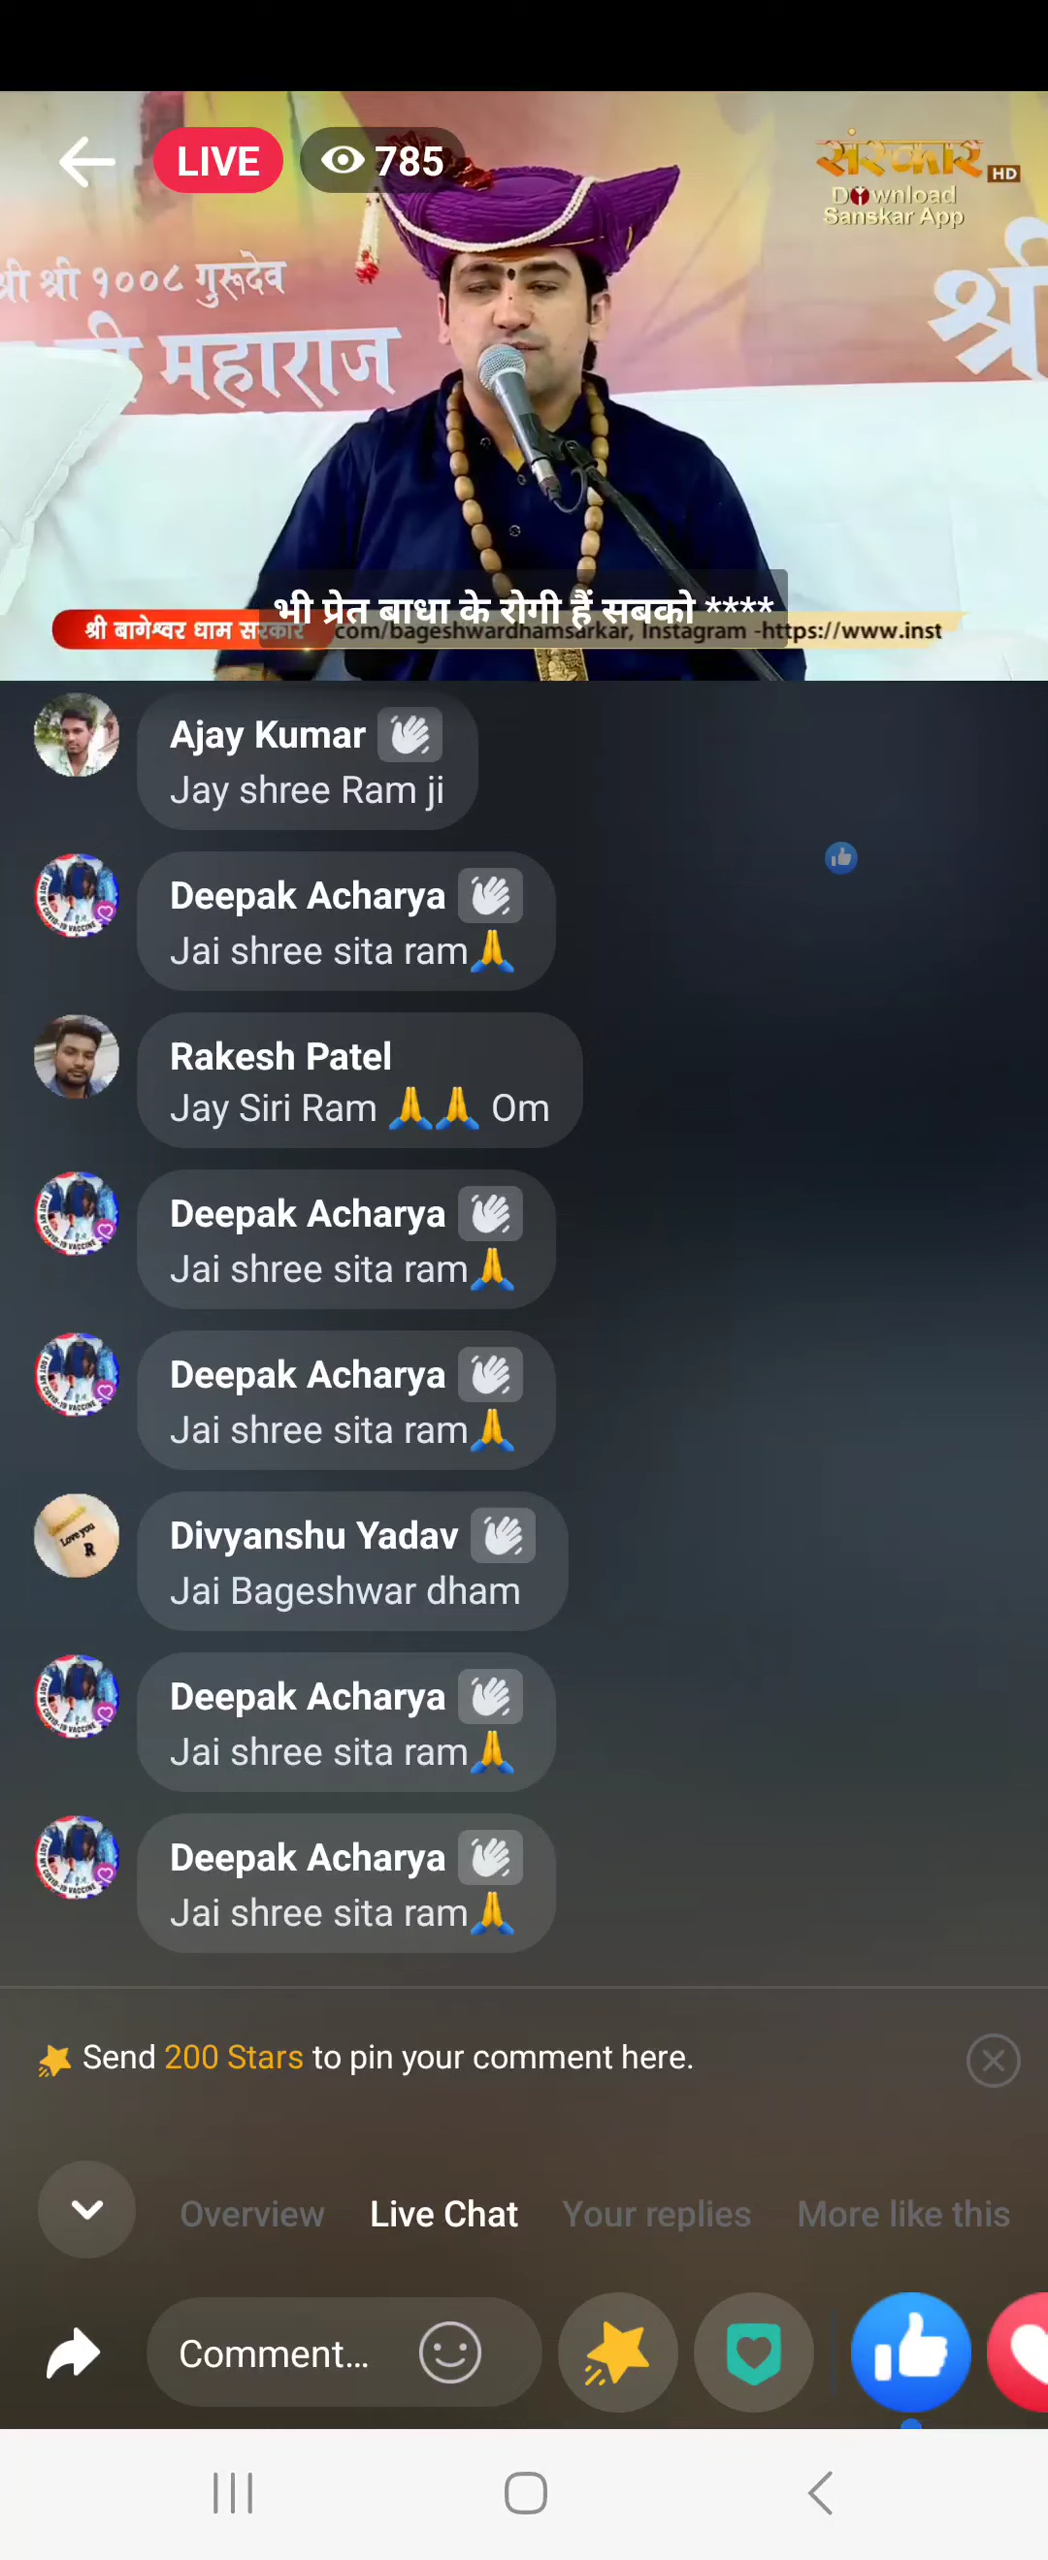 LIVE
785
संस्कार HD
Download
Sanskar App
श्री श्री १००८ गुरूदेव
महाराज
श्री
भी प्रेत बाधा के रोगी हैं सबको ****
श्री बागेश्वर धाम सरकार com/bageshwardhamsarkar, Instagram -https://www.inst
Ajay Kumar
Jay shree Ram ji
Deepak Acharya
Jai shree sita ram🙏
Rakesh Patel
Jay Siri Ram 🙏🙏 Om
Deepak Acharya
Jai shree sita ram🙏
Deepak Acharya
Jai shree sita ram🙏
Love you
R
Divyanshu Yadav
Jai Bageshwar dham
Deepak Acharya
Jai shree sita ram🙏
Deepak Acharya
Jai shree sita ram🙏
Send 200 Stars to pin your comment here.
Overview Live Chat Your replies More like this
Comment...